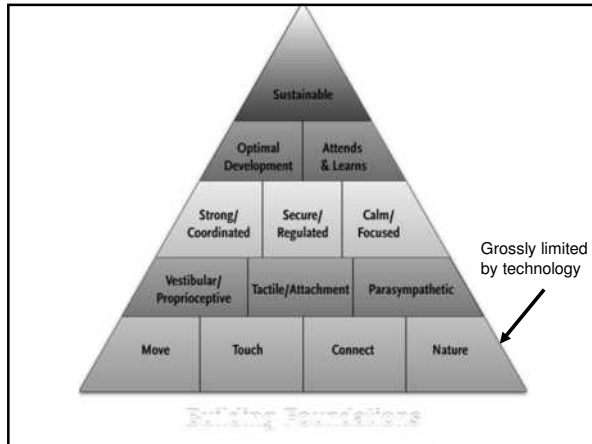 Sustainable
Optimal
Development
Attends
& Learns
Strong/
Coordinated
Secure/
Regulated
Calm/
Focused
Grossly limited
by technology
Vestibular/
Proprioceptive
Tactile/Attachment
Parasympathetic
Move
Touch
Connect
Nature
Building Foundations